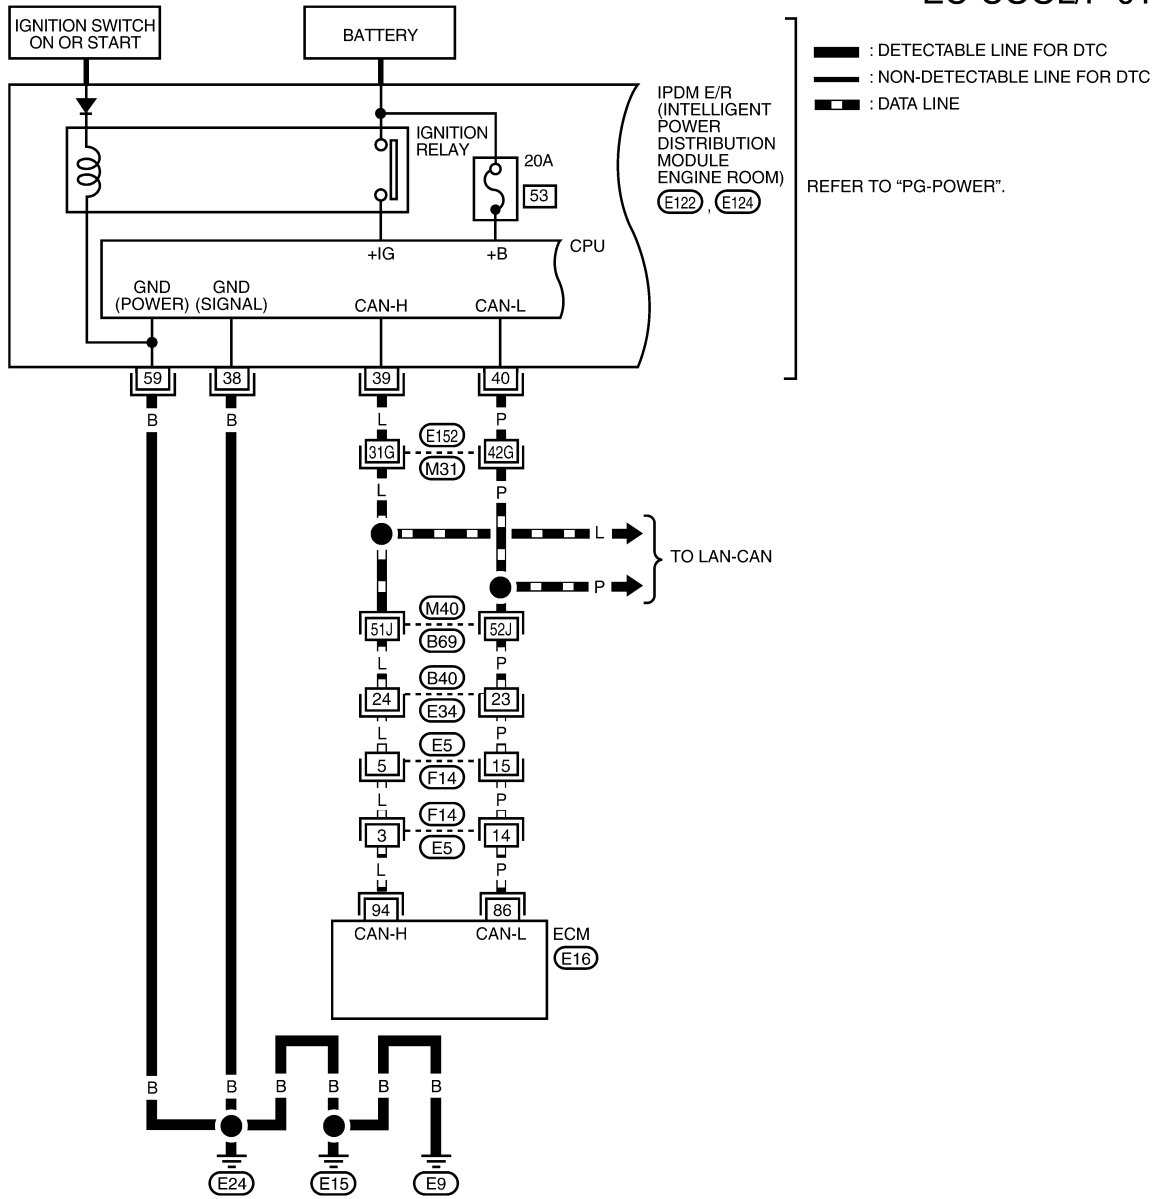 IGNITION SWITCH
ON OR START
BATTERY
: DETECTABLE LINE FOR DTC
: NON-DETECTABLE LINE FOR DTC
: DATA LINE
IPDM E/R
(INTELLIGENT
POWER
DISTRIBUTION
MODULE
ENGINE ROOM)
E122 , E124
REFER TO “PG-POWER”.
IGNITION
RELAY
20A
53
CPU
+IG
+B
GND
(POWER)
GND
(SIGNAL)
CAN-H
CAN-L
59
38
39
40
B
B
L
P
31G
E152
M31
42G
L
P
L
P
TO LAN-CAN
51J
M40
B69
52J
L
P
24
B40
E34
23
L
P
5
E5
F14
15
L
P
3
F14
E5
14
L
P
94
86
CAN-H
CAN-L
ECM
E16
B
B
B
B
B
B
E24
E15
E9